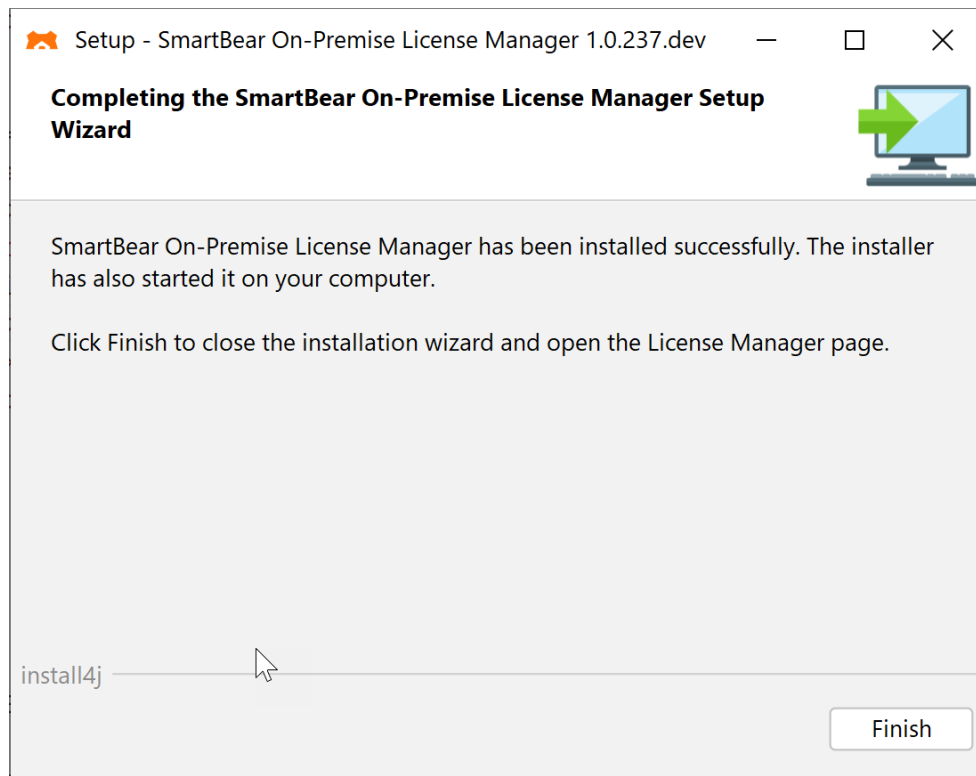 Setup - SmartBear On-Premise License Manager 1.0.237.dev
Completing the SmartBear On-Premise License Manager Setup
Wizard
SmartBear On-Premise License Manager has been installed successfully. The installer
has also started it on your computer.
Click Finish to close the installation wizard and open the License Manager page.
install4j
Finish